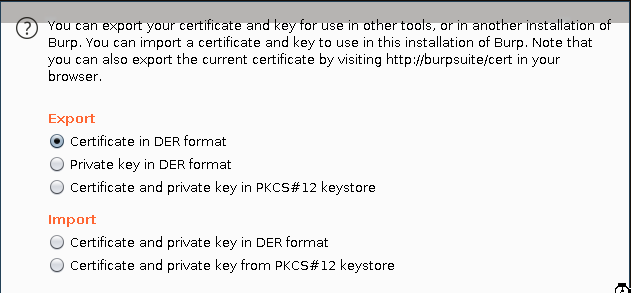 You can export your certificate and key for use in other tools, or in another installation of
Burp. You can import a certificate and key to use in this installation of Burp. Note that
you can also export the current certificate by visiting http://burpsuite/cert in your
browser.
Export
Certificate in DER format
Private key in DER format
Certificate and private key in PKCS#12 keystore
Import
Certificate and private key in DER format
Certificate and private key from PKCS#12 keystore